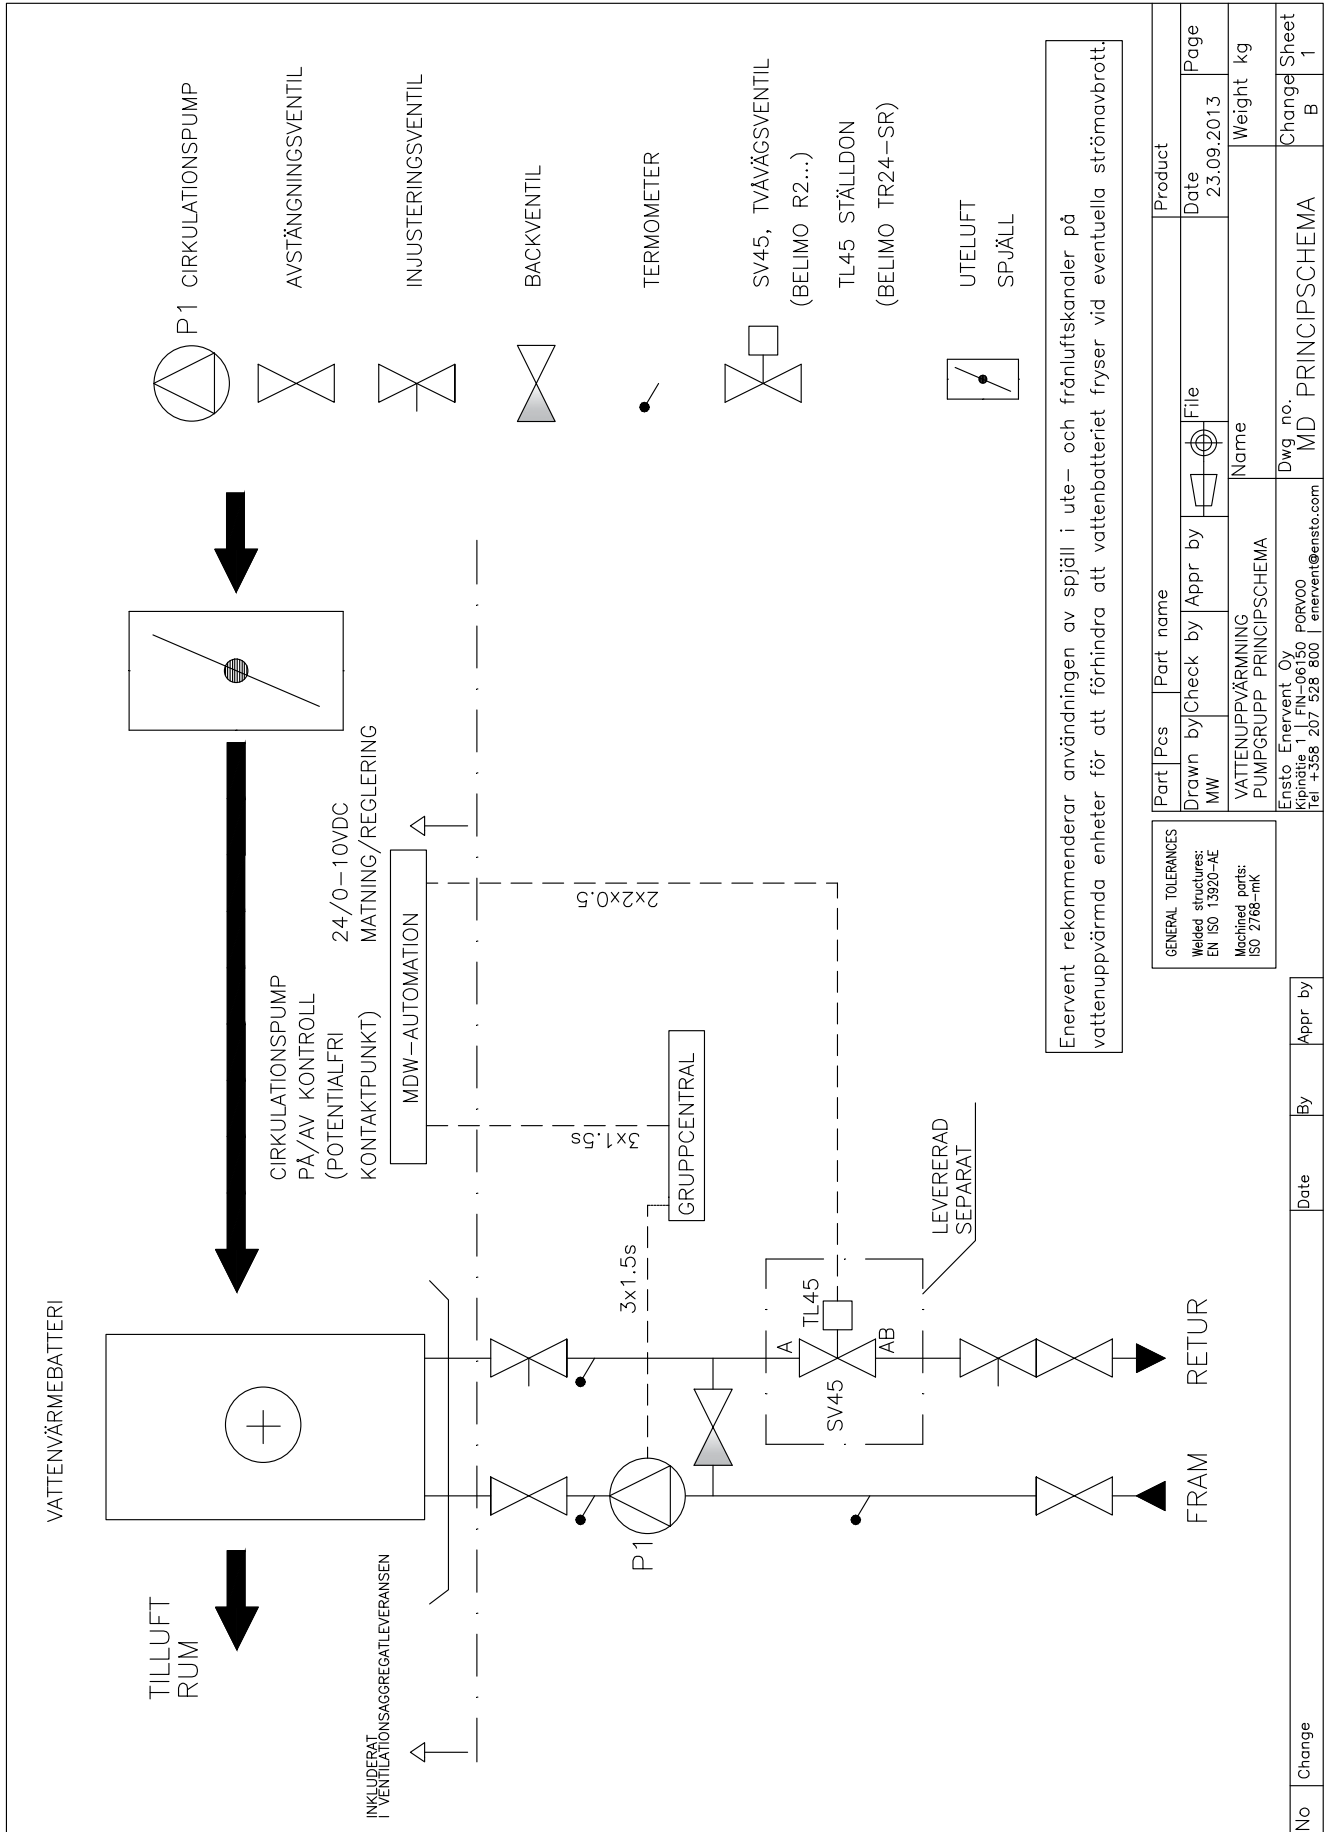 VATTENVÄRMEBATTERI
TILLUFT
RUM
INKLUDERAT
I VENTILATIONSAGGREGATLEVERANSEN
CIRKULATIONSPUMP
PÅ/AV KONTROLL
(POTENTIALFRI
KONTAKTPUNKT)
24/0-10VDC
MATNING/REGLERING
MDW-AUTOMATION
3x1.5s
2x2x0.5
GRUPPCENTRAL
3x1.5s
P1
TL45
A
AB
SV45
LEVERERAD
SEPARAT
FRAM
RETUR
P1 CIRKULATIONSPUMP
AVSTÄNGNINGSVENTIL
INJUSTERINGSVENTIL
BACKVENTIL
TERMOMETER
SV45, TVÅVÄGSVENTIL
(BELIMO R2...)
TL45 STÄLLDON
(BELIMO TR24-SR)
UTELUFT
SPJÄLL
Enervent rekommenderar användningen av spjäll i ute- och frånluftskanaler på
vattenuppvärmda enheter för att förhindra att vattenbatteriet fryser vid eventuella strömavbrott.
GENERAL TOLERANCES
Welded structures:
EN ISO 13920-AE
Machined parts:
ISO 2768-mK
Part Pcs Part name Product
Drawn by Check by Appr by File Date Page
MW 23.09.2013
VATTENUPPVÄRMNING
PUMPGRUPP PRINCIPSCHEMA
Name Weight kg
Ensto Enervent Oy
Kipinätie 1 | FIN-06150 PORVOO
Tel +358 207 528 800 | enervent@ensto.com
Dwg no.
MD PRINCIPSCHEMA
Change Sheet
B 1
No Change Date By Appr by